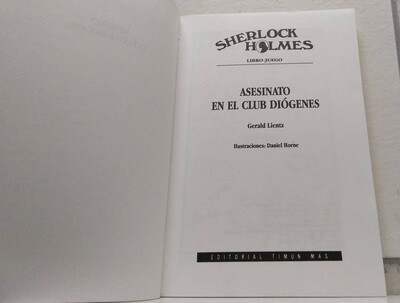 SHERLOCK
HOLMES
LIBRO-JUEGO
ASESINATO
EN EL CLUB DIÓGENES
Gerald Lientz
Ilustraciones: Daniel Horne
EDITORIAL TIMUN MAS